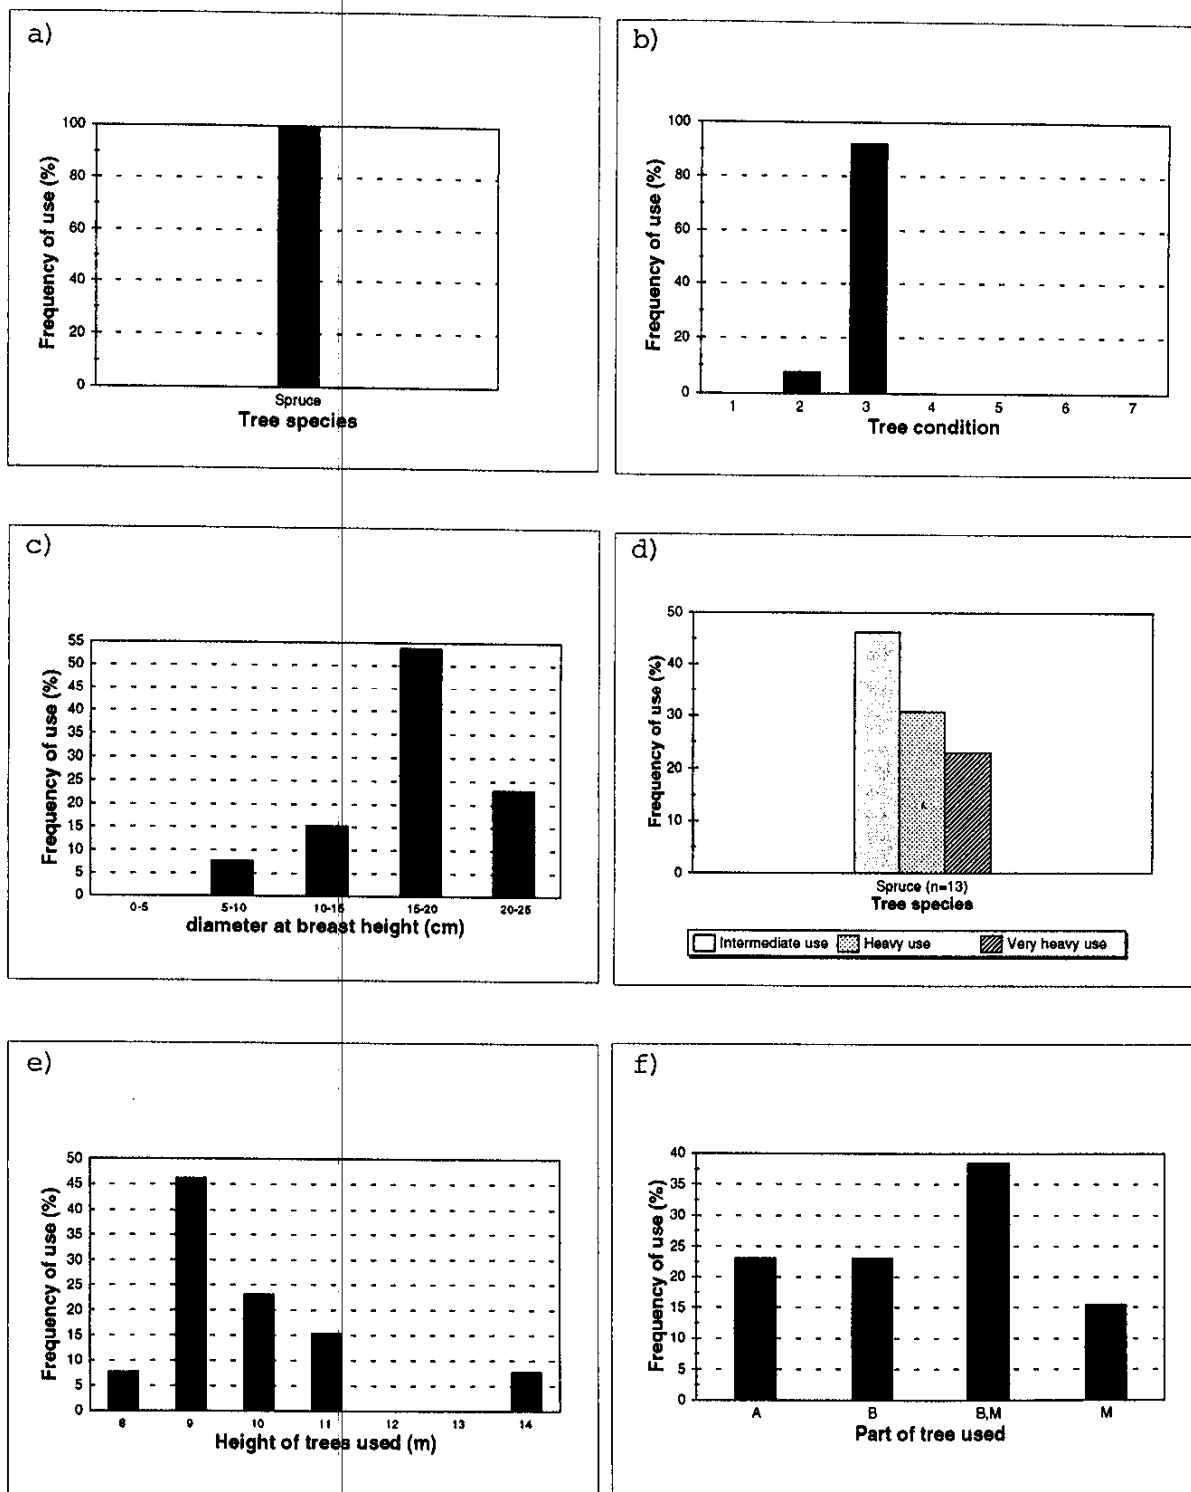 a)
Frequency of use (%)
100
80
60
40
20
0
Spruce
Tree species
b)
Frequency of use (%)
100
80
60
40
20
0
1 2 3 4 5 6 7
Tree condition
c)
Frequency of use (%)
55
50
45
40
35
30
25
20
15
10
5
0
0-5 5-10 10-15 15-20 20-25
diameter at breast height (cm)
d)
Frequency of use (%)
50
40
30
20
10
0
Spruce (n=13)
Tree species
Intermediate use Heavy use Very heavy use
e)
Frequency of use (%)
50
45
40
35
30
25
20
15
10
5
0
8 9 10 11 12 13 14
Height of trees used (m)
f)
Frequency of use (%)
40
35
30
25
20
15
10
5
0
A B B,M M
Part of tree used